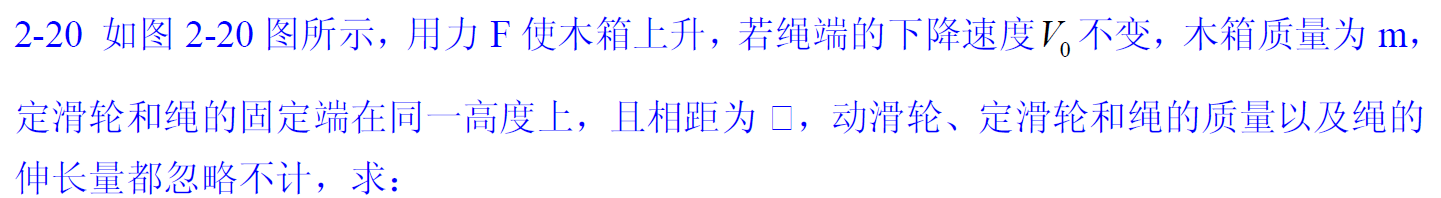 2-20 如图 2-20 图所示，用力 F 使木箱上升，若绳端的下降速度V₀不变，木箱质量为 m，
定滑轮和绳的固定端在同一高度上，且相距为 □，动滑轮、定滑轮和绳的质量以及绳的
伸长量都忽略不计，求：